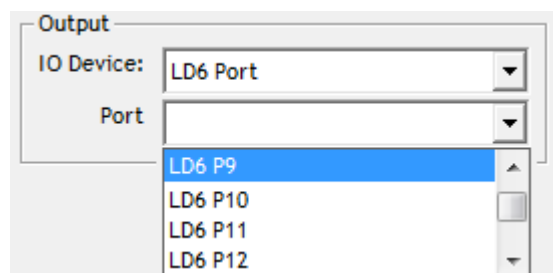 Output
IO Device: LD6 Port
Port
LD6 P9
LD6 P10
LD6 P11
LD6 P12